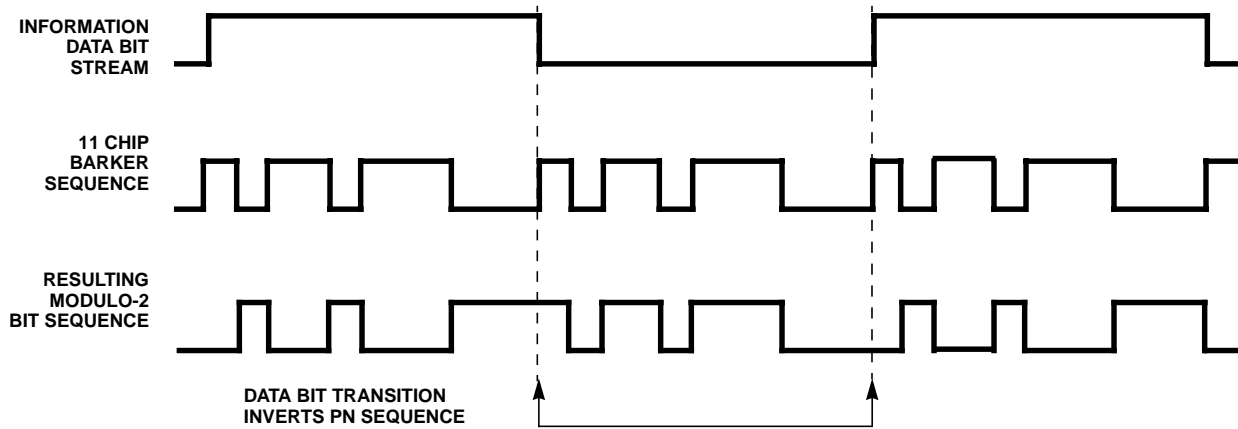 INFORMATION
DATA BIT
STREAM
11 CHIP
BARKER
SEQUENCE
RESULTING
MODULO-2
BIT SEQUENCE
DATA BIT TRANSITION
INVERTS PN SEQUENCE